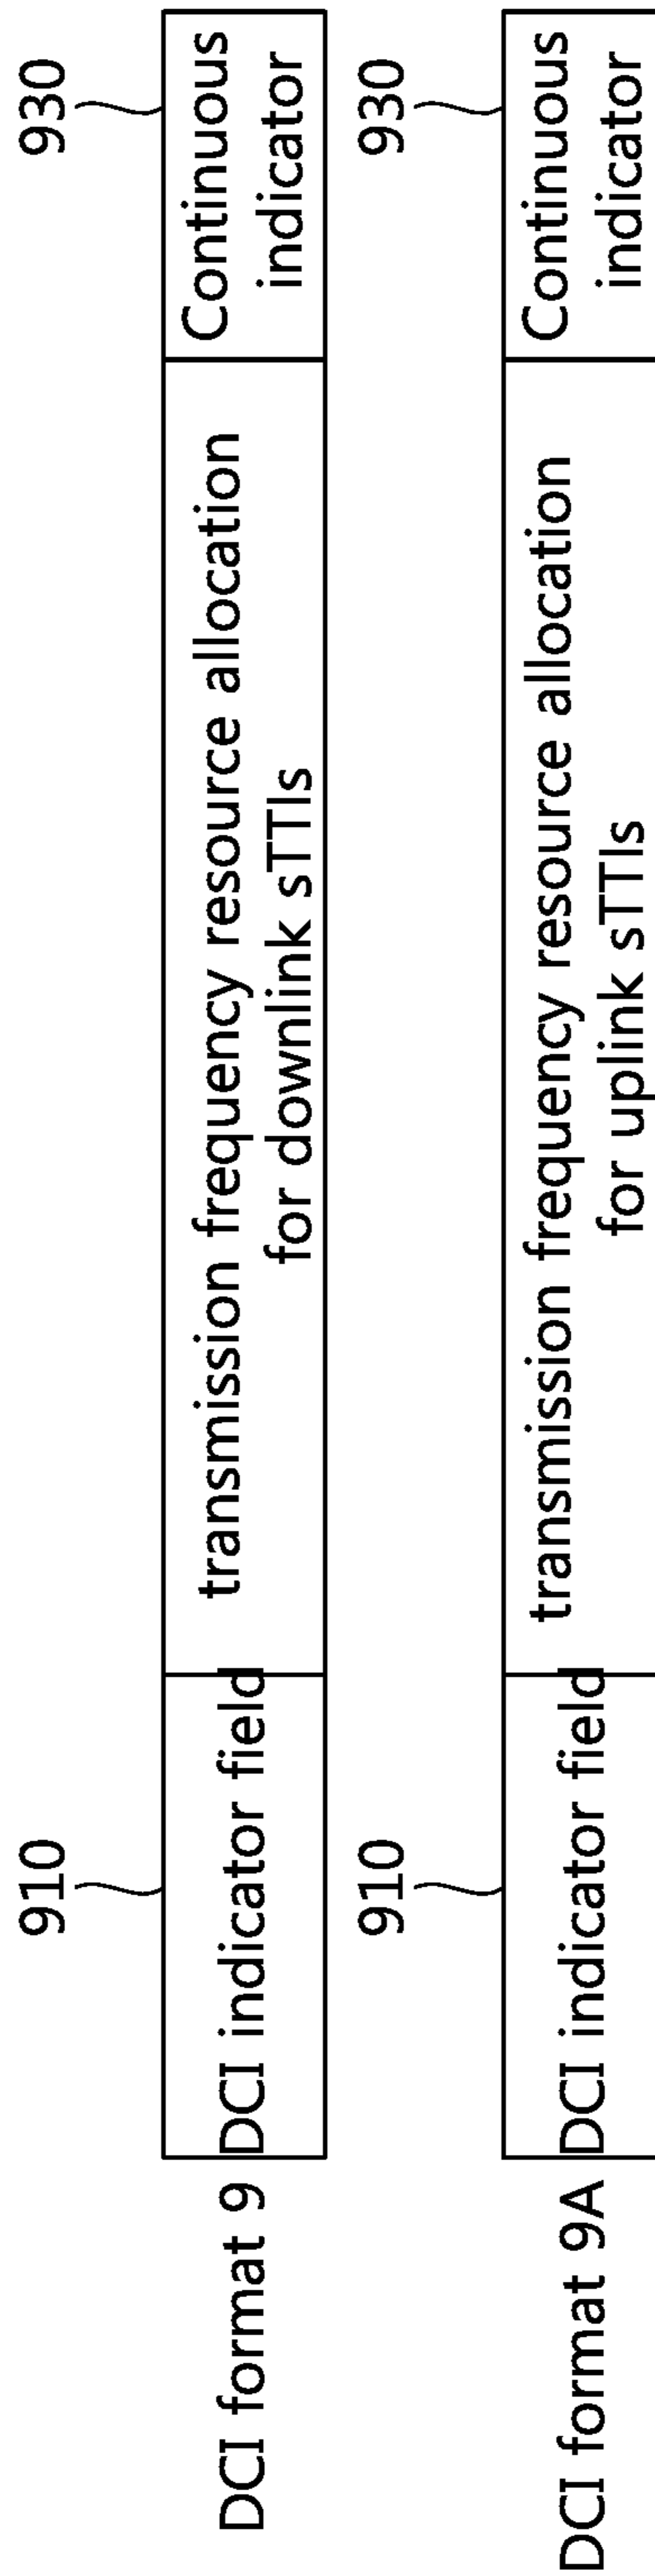 910
930
DCI format 9
DCI indicator field
transmission frequency resource allocation
for downlink sTTIs
Continuous
indicator
910
930
DCI format 9A
DCI indicator field
transmission frequency resource allocation
for uplink sTTIs
Continuous
indicator